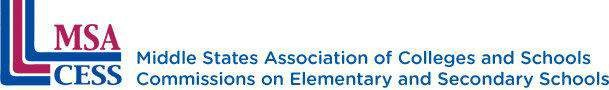 MSA
CESS
Middle States Association of Colleges and Schools
Commissions on Elementary and Secondary Schools